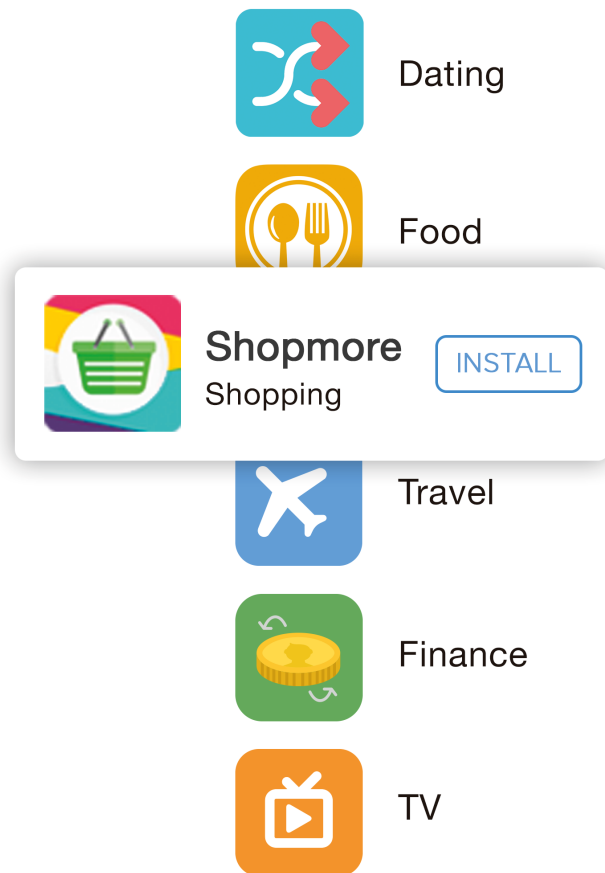 Dating
Food
Shopmore
INSTALL
Shopping
Travel
Finance
TV